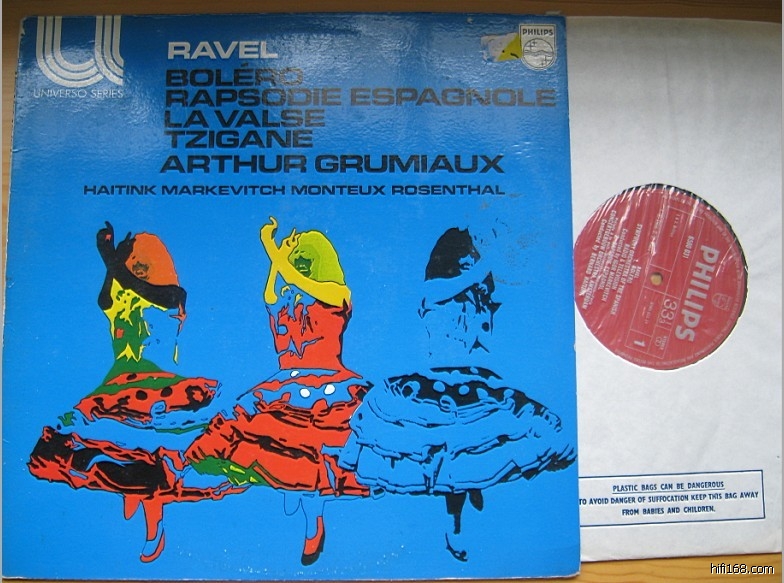 UNIVERSO SERIES
PHILIPS
RAVEL
BOLÉRO
RAPSODIE ESPAGNOLE
LA VALSE
TZIGANE
ARTHUR GRUMIAUX
HAITINK MARKEVITCH MONTEUX ROSENTHAL
PHILIPS
33⅓
1
PLASTIC BAGS CAN BE DANGEROUS
TO AVOID DANGER OF SUFFOCATION KEEP THIS BAG AWAY
FROM BABIES AND CHILDREN.
hifi168.com